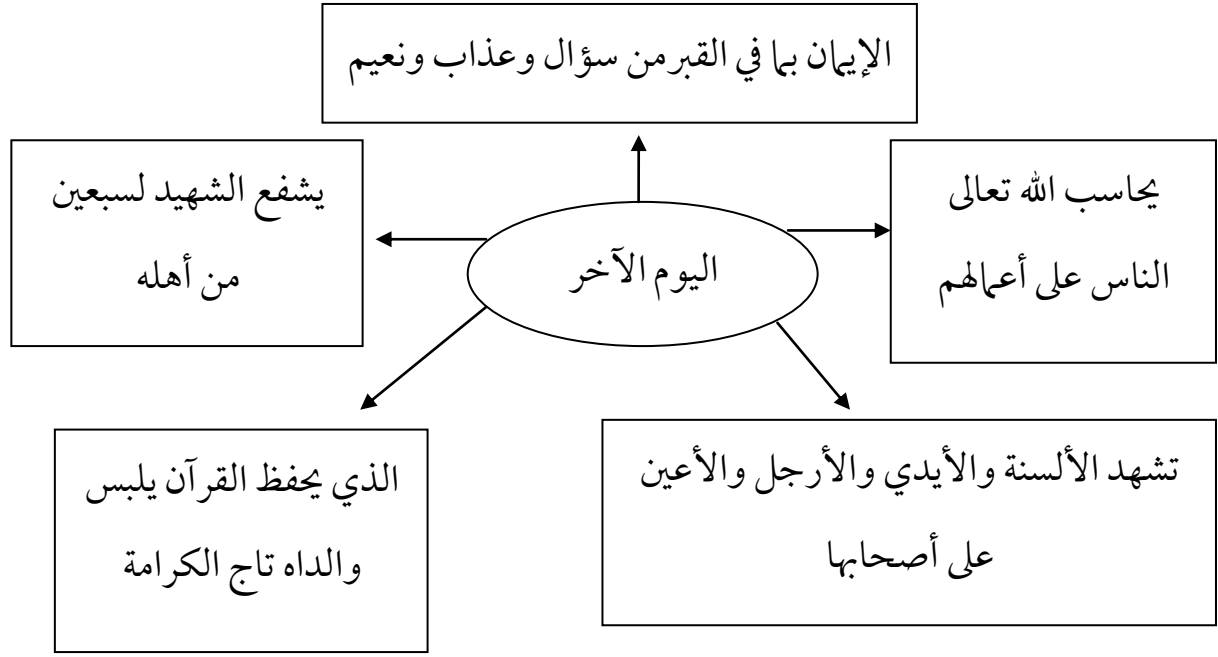 الإيمان بما في القبر من سؤال وعذاب ونعيم
يحاسب الله تعالى
الناس على أعمالهم
يشفع الشهيد لسبعين
من أهله
اليوم الآخر
تشهد الألسنة والأيدي والأرجل والأعين
على أصحابها
الذي يحفظ القرآن يلبس
والداه تاج الكرامة